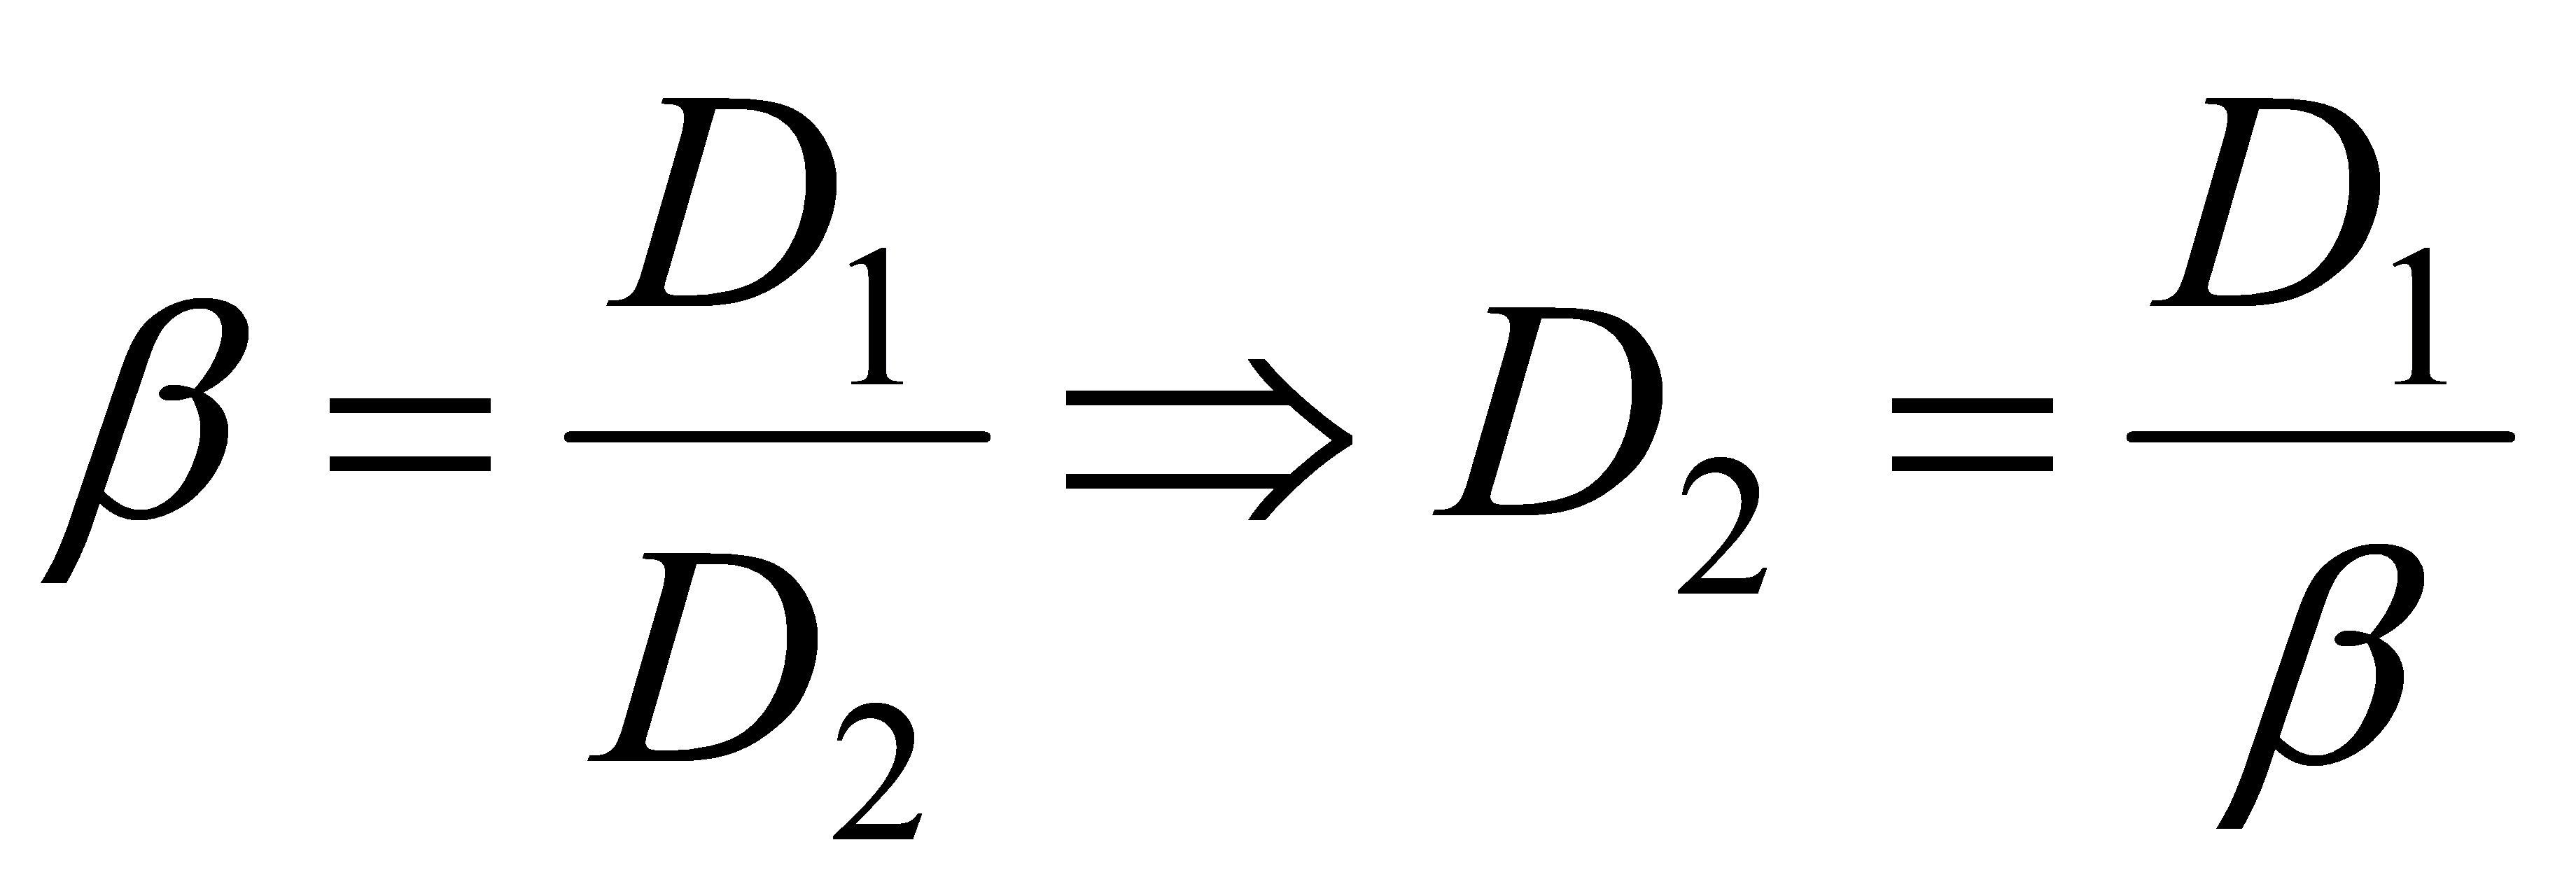 β = D₁/D₂ ⇒ D₂ = D₁/β